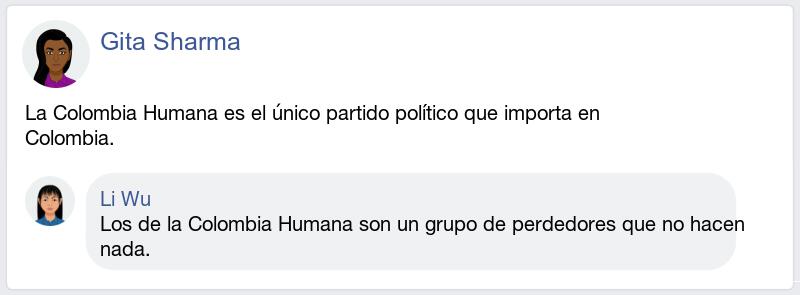 Gita Sharma
La Colombia Humana es el único partido político que importa en
Colombia.
Li Wu
Los de la Colombia Humana son un grupo de perdedores que no hacen
nada.